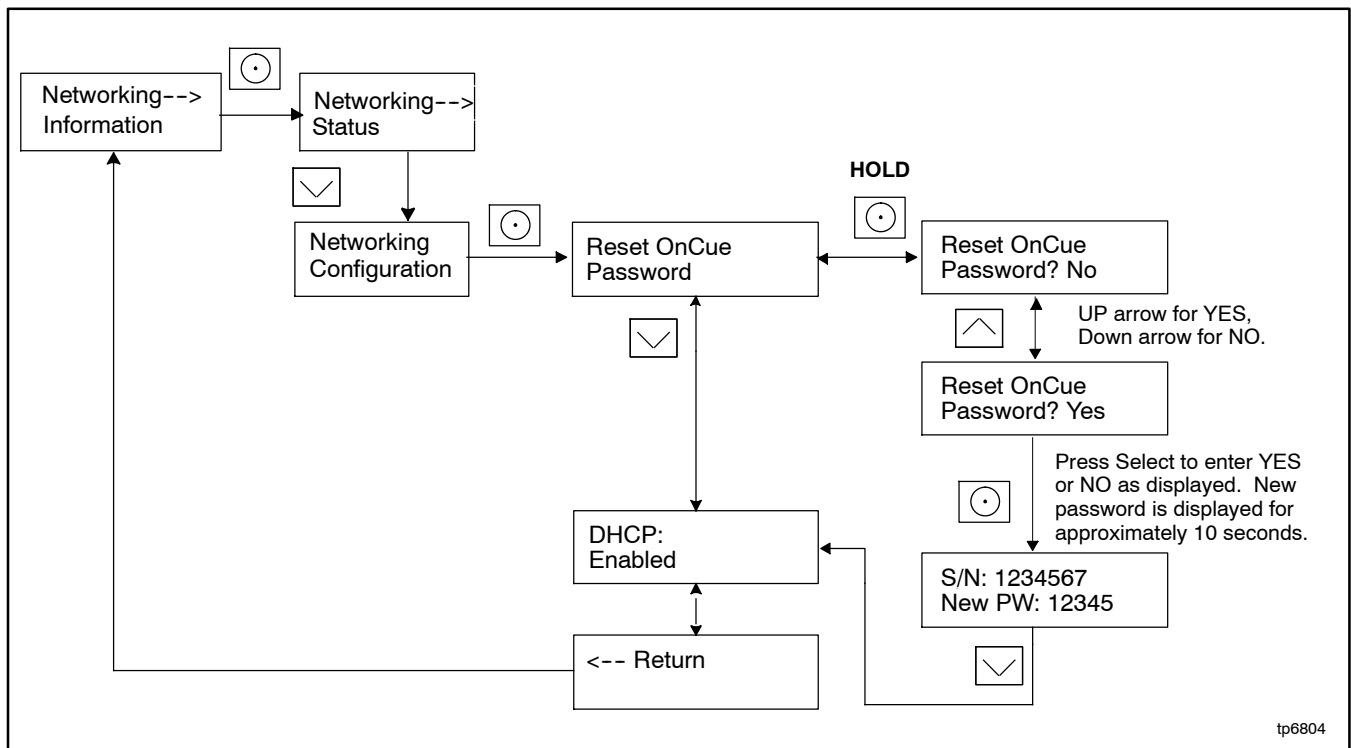 Networking-->
Information
Networking-->
Status
Networking
Configuration
Reset OnCue
Password
HOLD
Reset OnCue
Password? No
UP arrow for YES,
Down arrow for NO.
Reset OnCue
Password? Yes
Press Select to enter YES
or NO as displayed.  New
password is displayed for
approximately 10 seconds.
S/N: 1234567
New PW: 12345
DHCP:
Enabled
<-- Return
tp6804